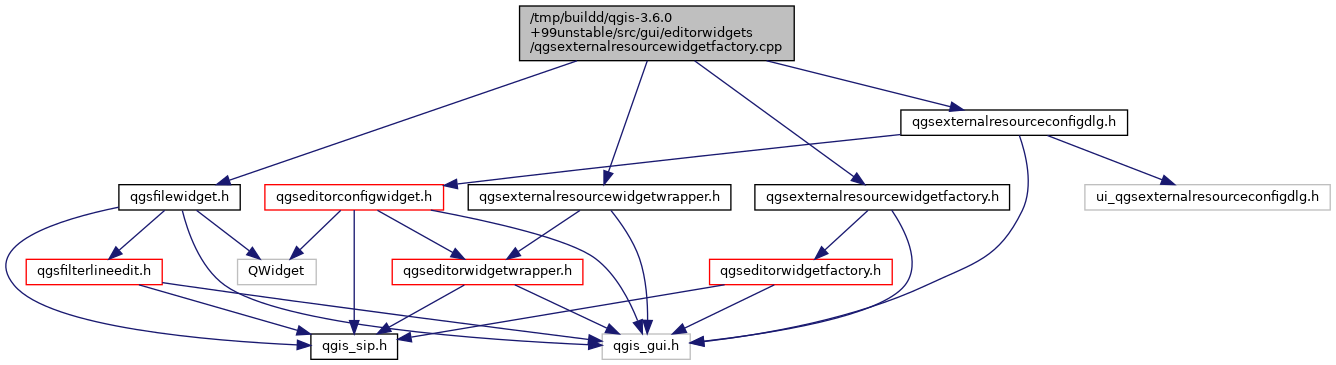 /tmp/buildd/qgis-3.6.0
+99unstable/src/gui/editorwidgets
/qgsexternalresourcewidgetfactory.cpp
qgsexternalresourceconfigdlg.h
qgsfilewidget.h
qgseditorconfigwidget.h
qgsexternalresourcewidgetwrapper.h
qgsexternalresourcewidgetfactory.h
ui_qgsexternalresourceconfigdlg.h
qgsfilterlineedit.h
QWidget
qgseditorwidgetwrapper.h
qgseditorwidgetfactory.h
qgis_sip.h
qgis_gui.h